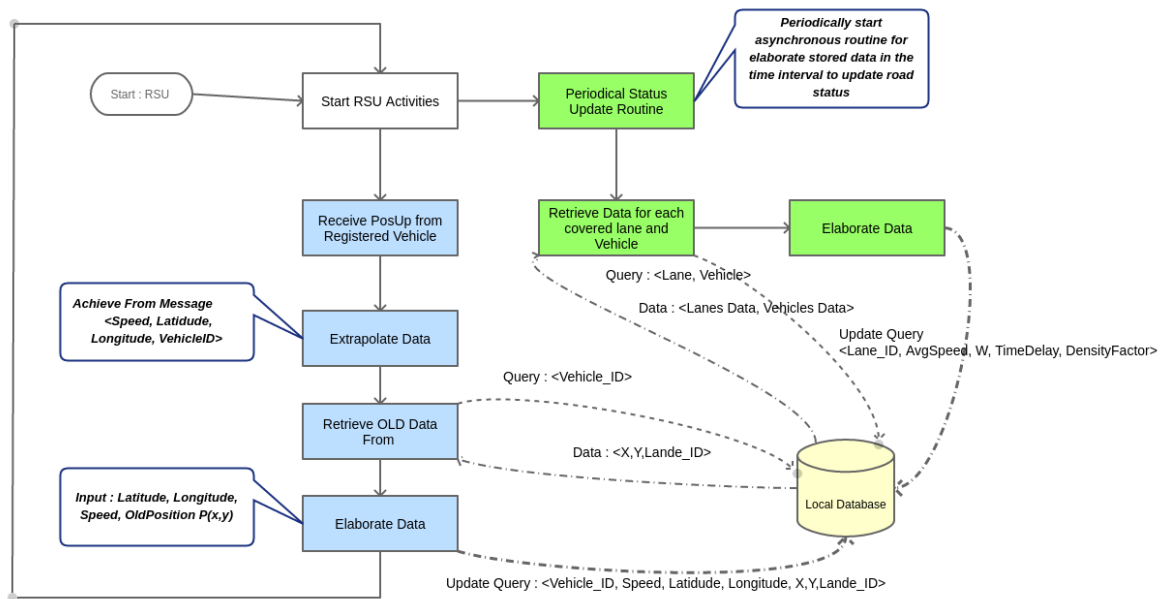 Periodically start
asynchronous routine for
elaborate stored data in the
time interval to update road
status
Start : RSU
Start RSU Activities
Periodical Status
Update Routine
Receive PosUp from
Registered Vehicle
Retrieve Data for each
covered lane and
Vehicle
Elaborate Data
Query : <Lane, Vehicle>
Data : <Lanes Data, Vehicles Data>
Achieve From Message
<Speed, Latidude,
Longitude, VehicleID>
Extrapolate Data
Update Query
<Lane_ID, AvgSpeed, W, TimeDelay, DensityFactor>
Query : <Vehicle_ID>
Retrieve OLD Data
From
Data : <X,Y,Lande_ID>
Input : Latitude, Longitude,
Speed, OldPosition P(x,y)
Elaborate Data
Local Database
Update Query : <Vehicle_ID, Speed, Latidude, Longitude, X,Y,Lande_ID>